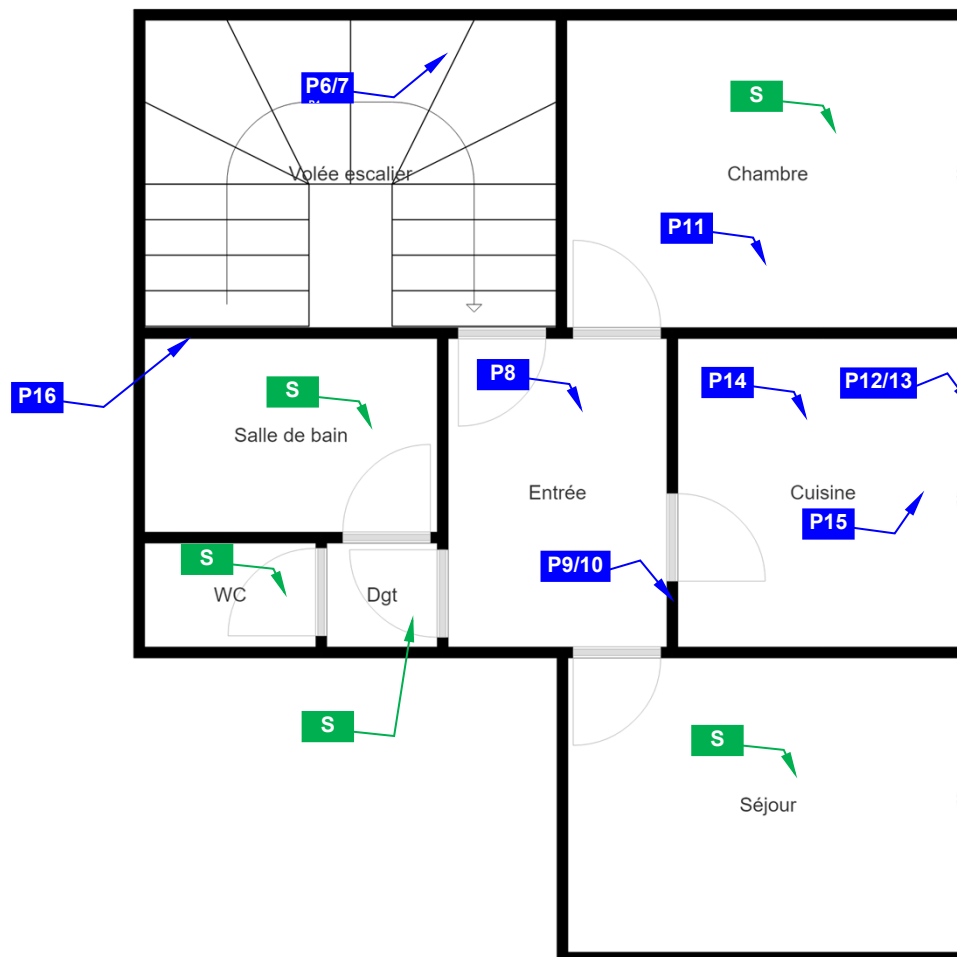 P6/7
S
Volée escalier
Chambre
P11
P16
S
P8
P14
P12/13
Salle de bain
Entrée
Cuisine
P15
S
P9/10
WC
Dgt
S
S
Séjour